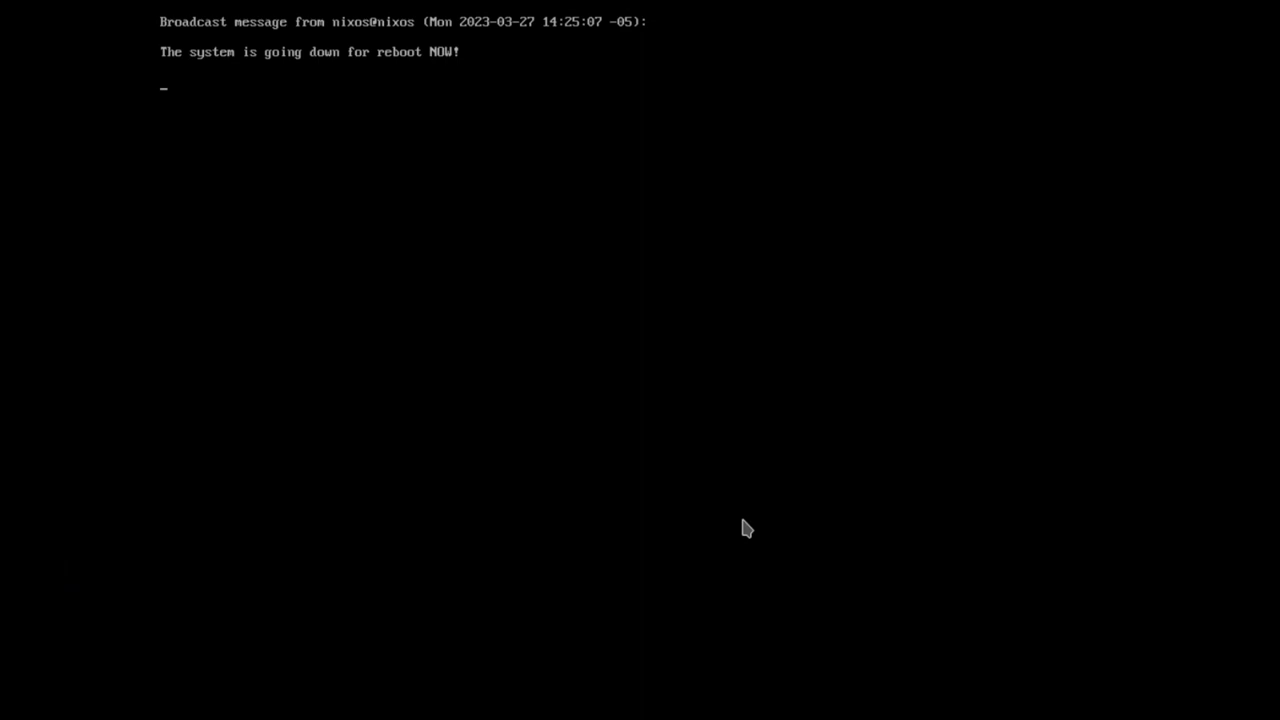 Broadcast message from nixos@nixos (Mon 2023-03-27 14:25:07 -05):
The system is going down for reboot NOW!